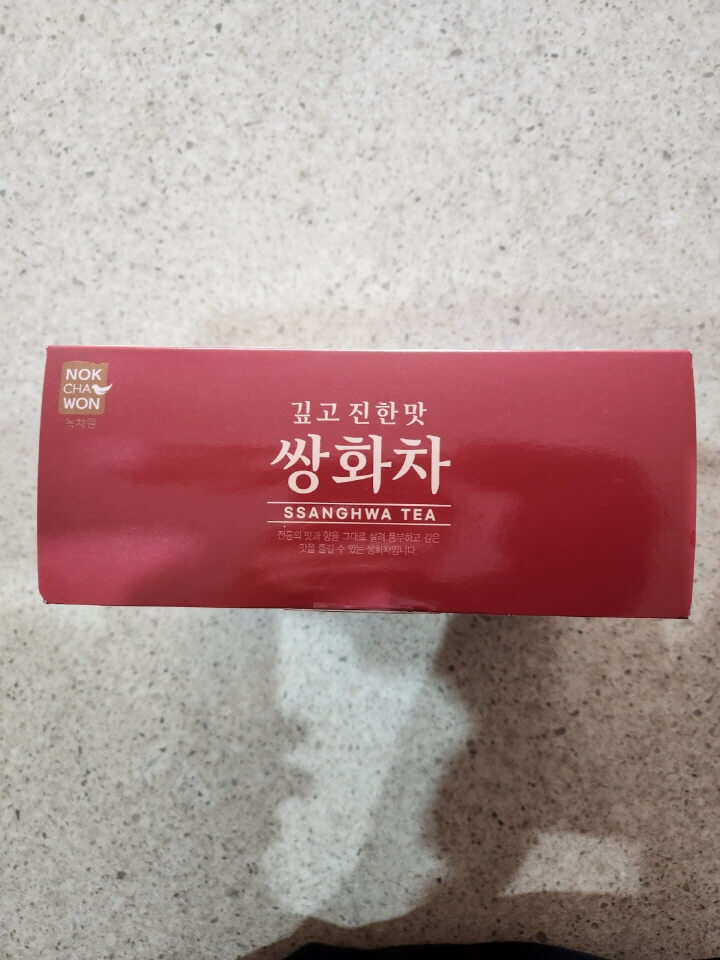 NOK
CHA
WON
녹차원
깊고 진한맛
쌍화차
SSANGHWA TEA
전통의 맛과 향을 그대로 살려 풍부하고 깊은
맛을 즐길 수 있는 쌍화차입니다.